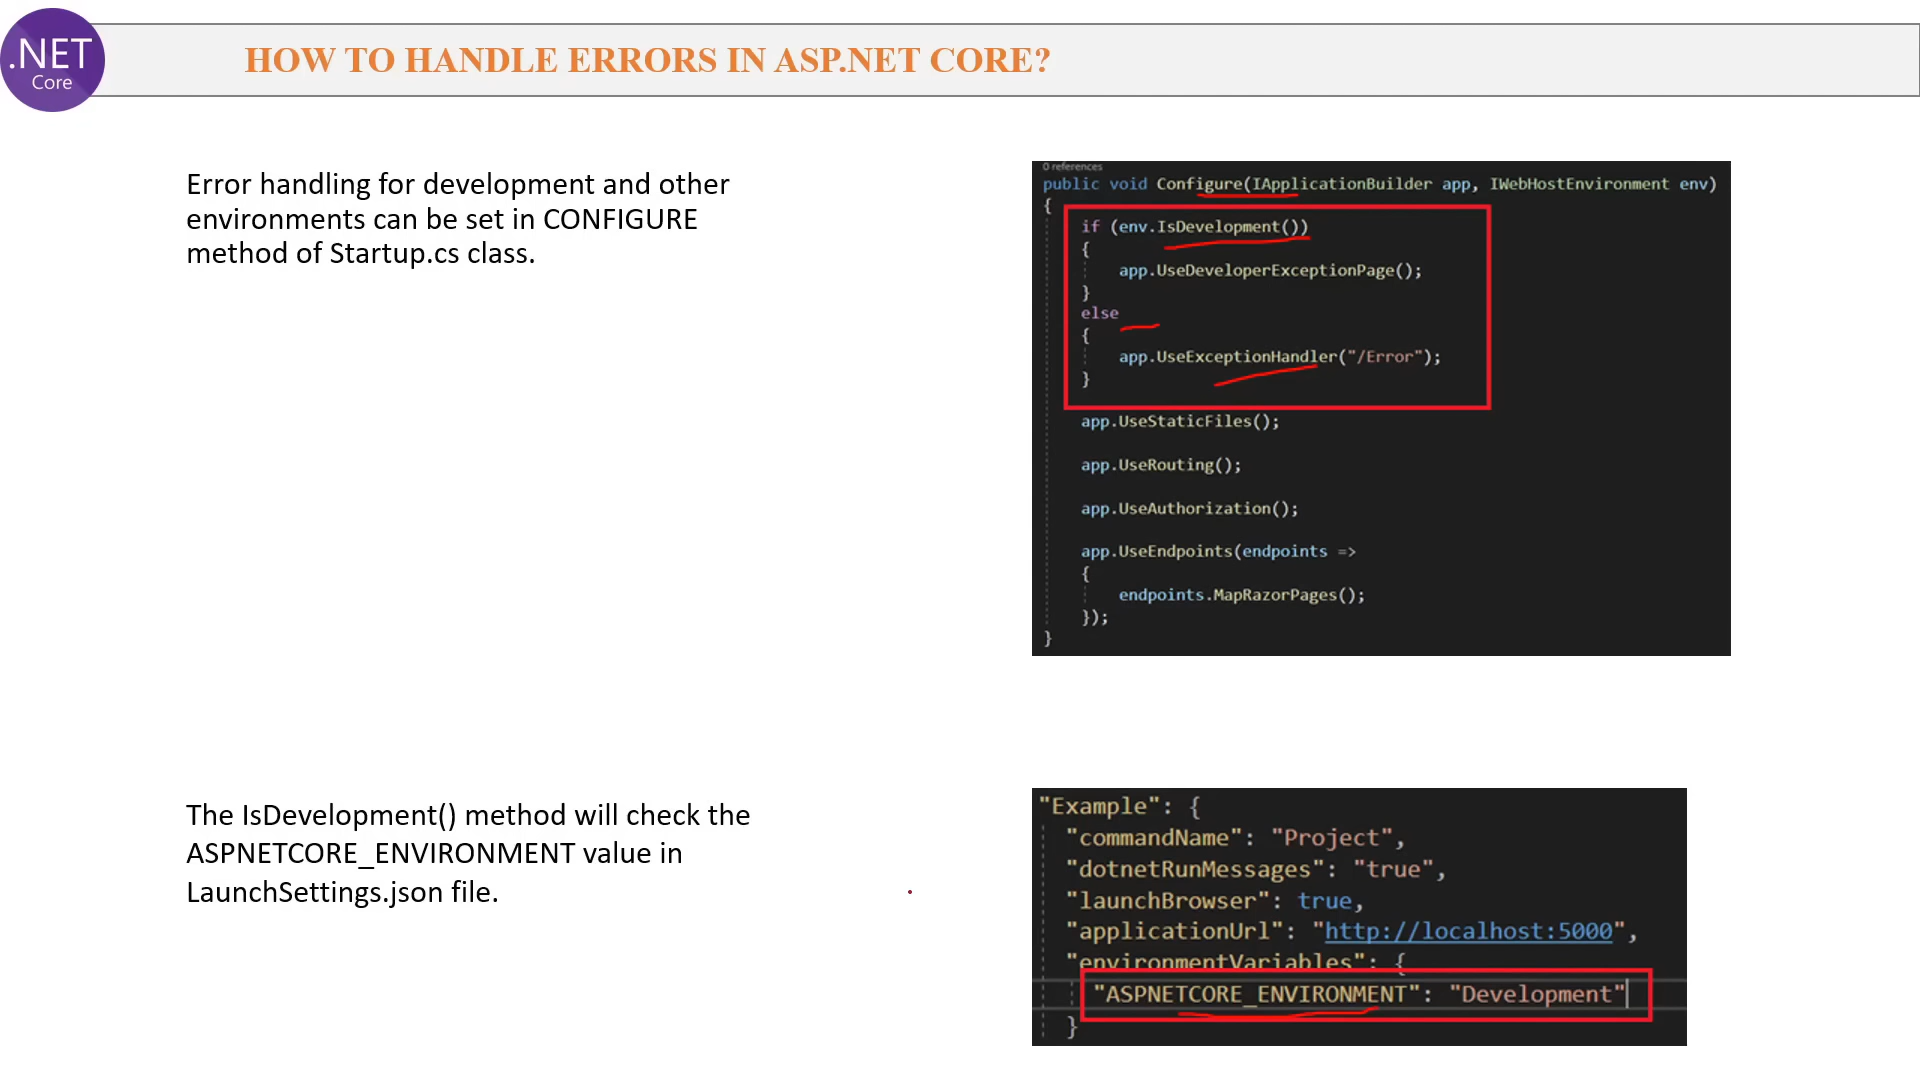 .NET
Core
HOW TO HANDLE ERRORS IN ASP.NET CORE?
Error handling for development and other
environments can be set in CONFIGURE
method of Startup.cs class.
0 references
public void Configure(IApplicationBuilder app, IWebHostEnvironment env)
{
if (env.IsDevelopment())
{
app.UseDeveloperExceptionPage();
}
else
{
app.UseExceptionHandler("/Error");
}
app.UseStaticFiles();
app.UseRouting();
app.UseAuthorization();
app.UseEndpoints(endpoints =>
{
endpoints.MapRazorPages();
});
}
The IsDevelopment() method will check the
ASPNETCORE_ENVIRONMENT value in
LaunchSettings.json file.
"Example": {
"commandName": "Project",
"dotnetRunMessages": "true",
"launchBrowser": true,
"applicationUrl": "http://localhost:5000",
"environmentVariables": {
"ASPNETCORE_ENVIRONMENT": "Development"
}